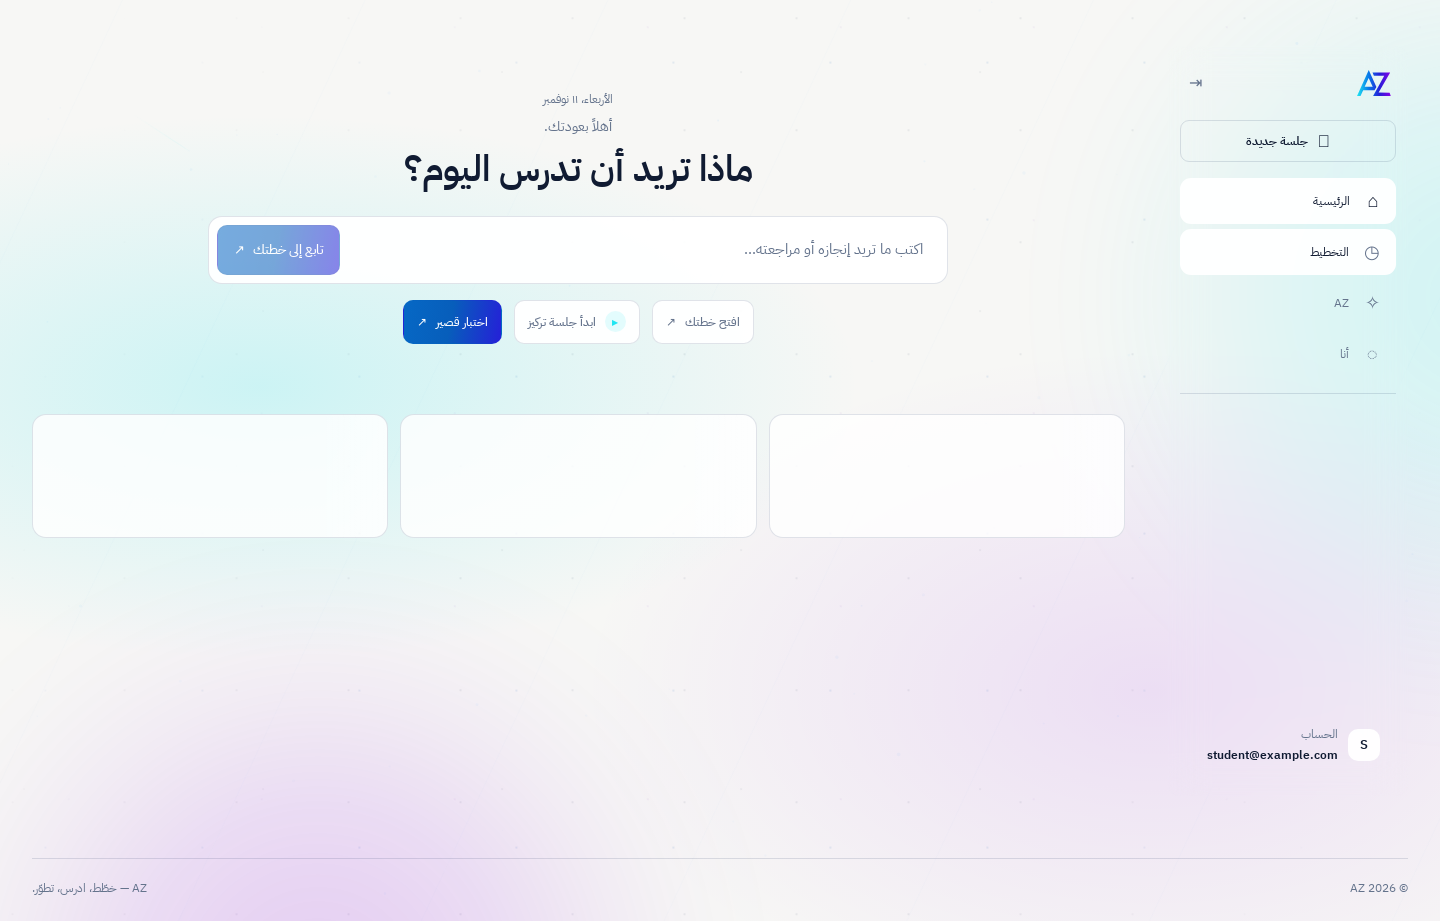 AZ
جلسة جديدة
الرئيسية
التخطيط
AZ
أنا
الحساب
S
student@example.com
الأربعاء، ١١ نوفمبر
أهلاً بعودتك.
ماذا تريد أن تدرس اليوم؟
اكتب ما تريد إنجازه أو مراجعته...
تابع إلى خطتك ↗
افتح خطتك ↗
ابدأ جلسة تركيز
اختبار قصير ↗
© 2026 AZ
AZ — خطّط، ادرس، تطوّر.